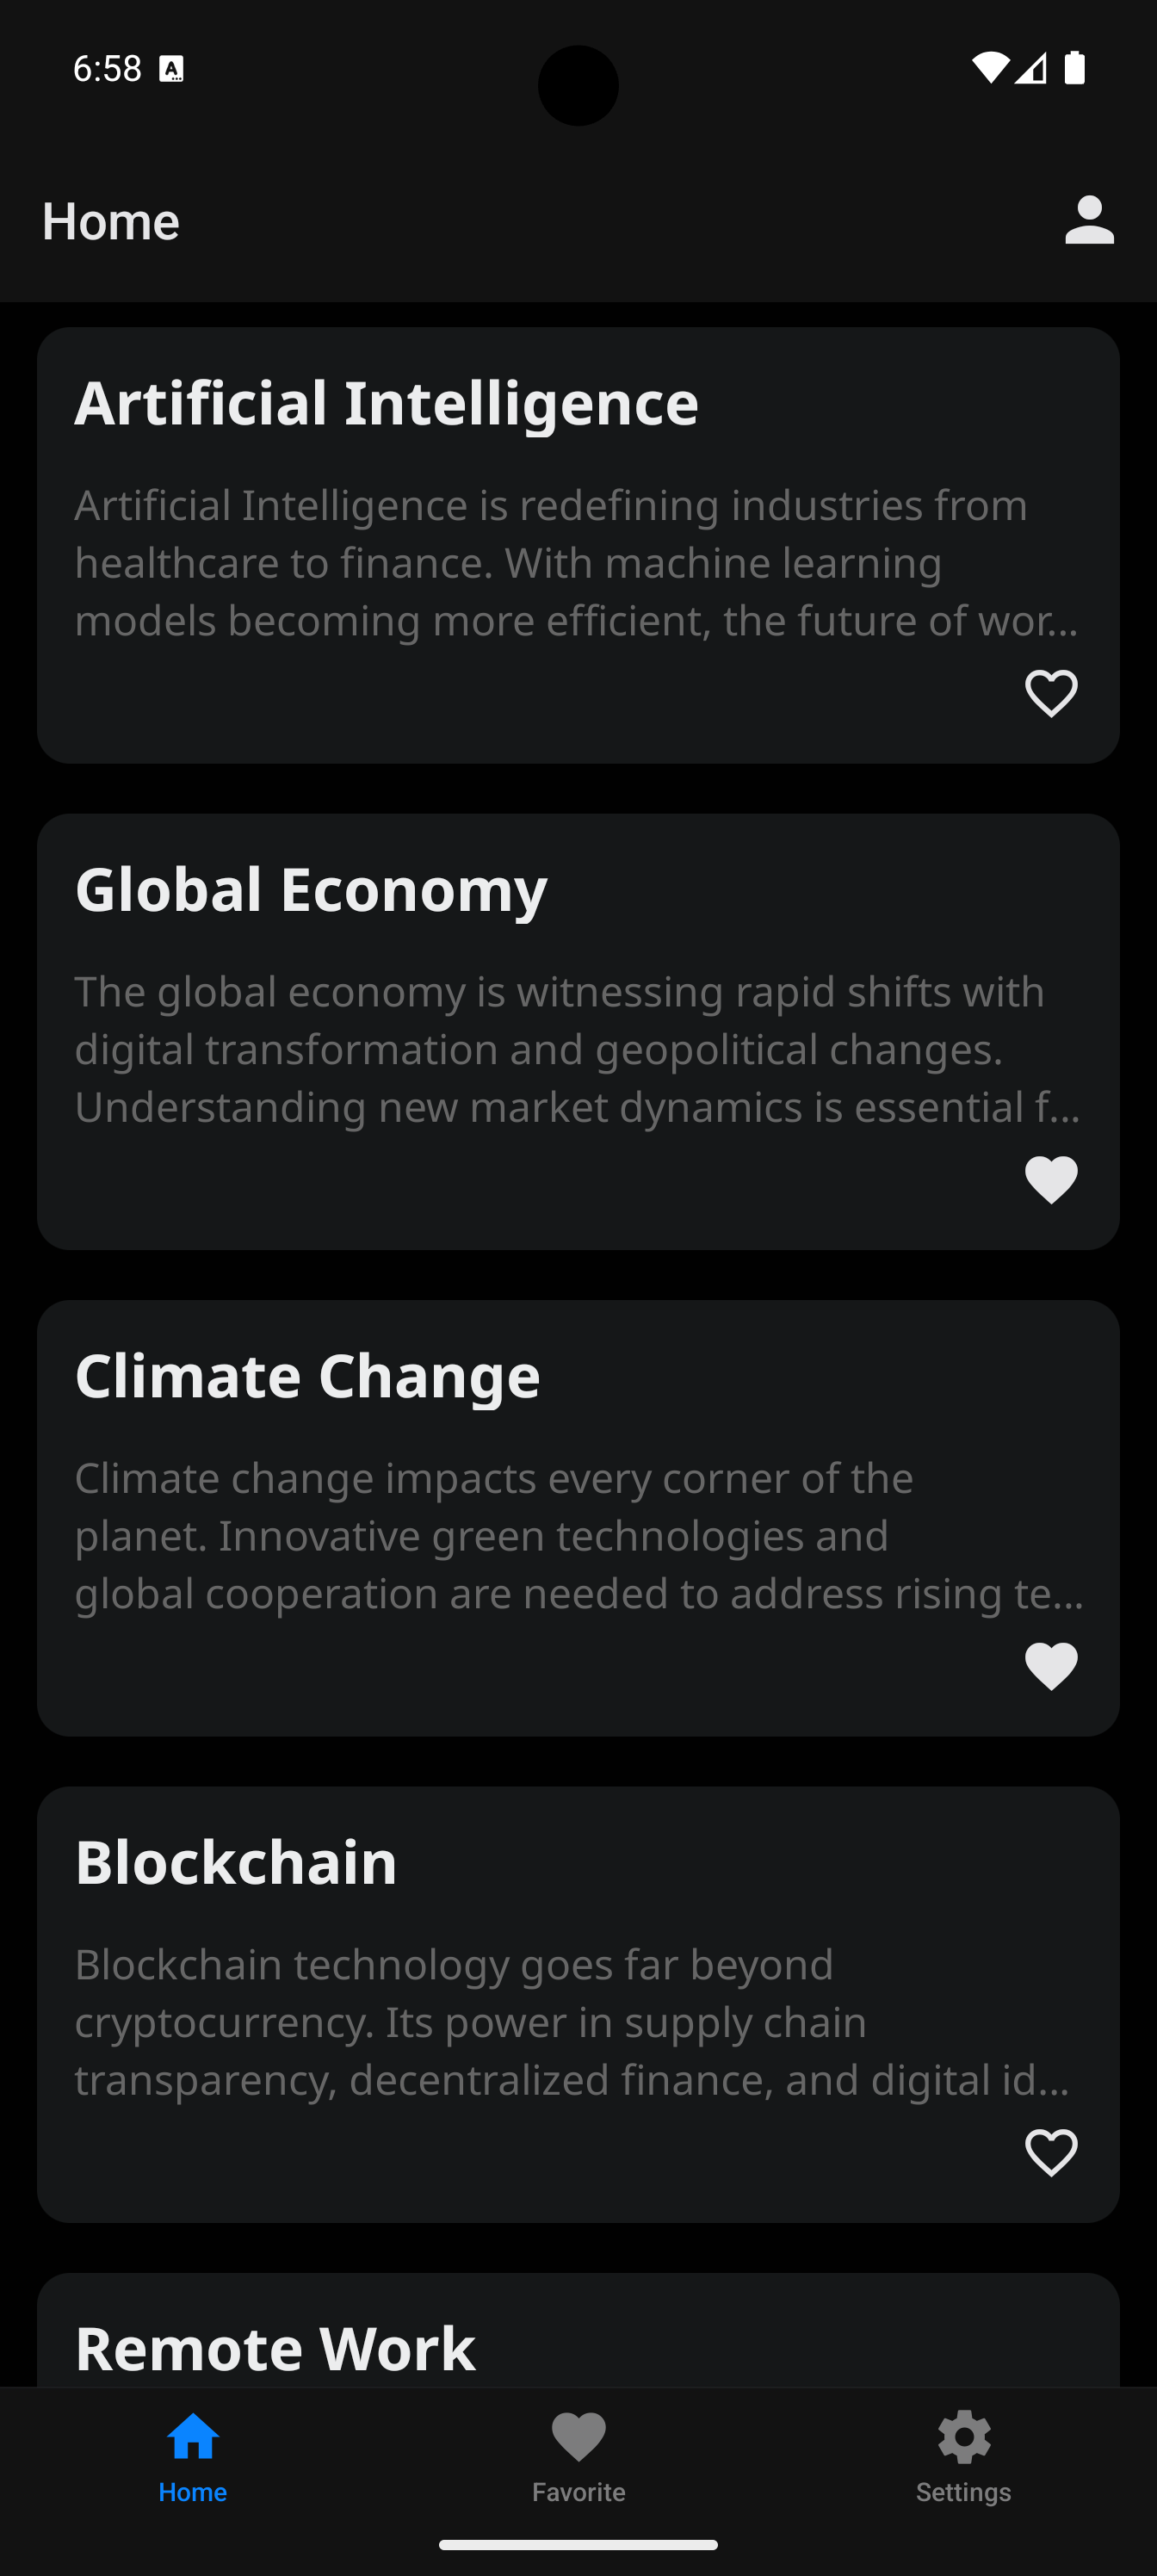 6:58
Home
Artificial Intelligence
Artificial Intelligence is redefining industries from
healthcare to finance. With machine learning
models becoming more efficient, the future of wor...
Global Economy
The global economy is witnessing rapid shifts with
digital transformation and geopolitical changes.
Understanding new market dynamics is essential f...
Climate Change
Climate change impacts every corner of the
planet. Innovative green technologies and
global cooperation are needed to address rising te...
Blockchain
Blockchain technology goes far beyond
cryptocurrency. Its power in supply chain
transparency, decentralized finance, and digital id...
Remote Work
Home
Favorite
Settings